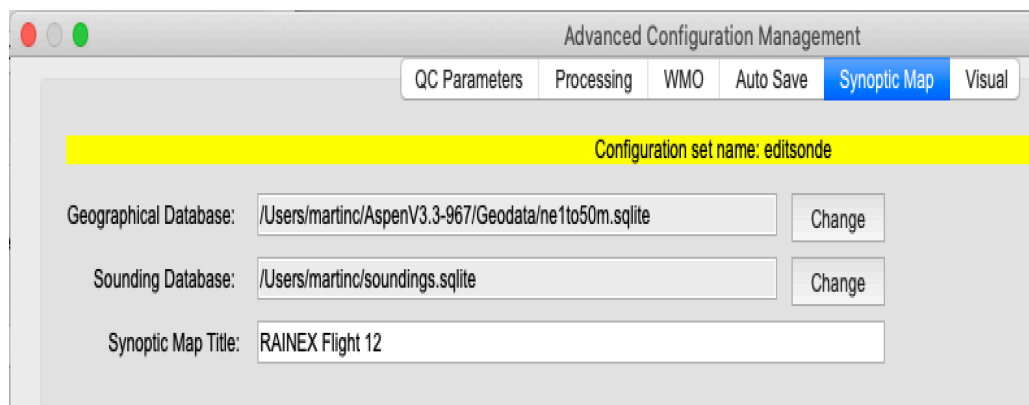 Advanced Configuration Management
QC Parameters Processing WMO Auto Save Synoptic Map Visual
Configuration set name: editsonde
Geographical Database: /Users/martinc/AspenV3.3-967/Geodata/ne1to50m.sqlite Change
Sounding Database: /Users/martinc/soundings.sqlite Change
Synoptic Map Title: RAINEX Flight 12